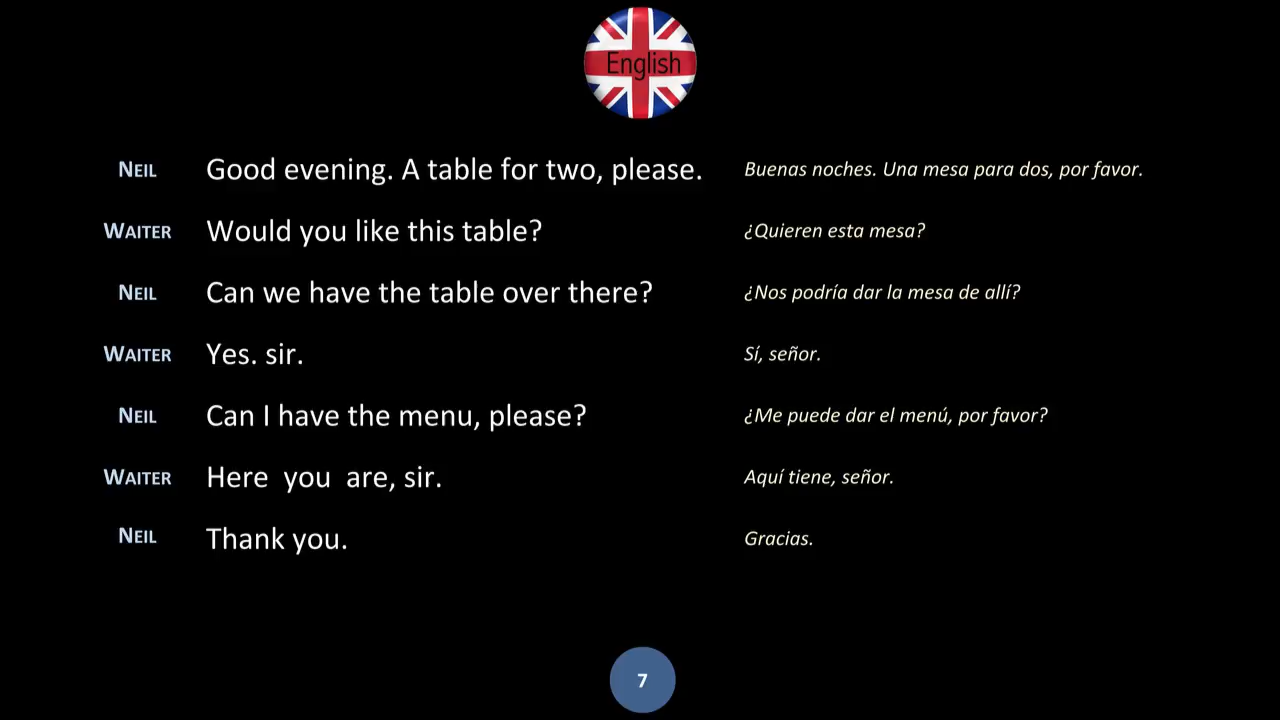 English
NEIL Good evening. A table for two, please. Buenas noches. Una mesa para dos, por favor.
WAITER Would you like this table? ¿Quieren esta mesa?
NEIL Can we have the table over there? ¿Nos podría dar la mesa de allí?
WAITER Yes. sir. Sí, señor.
NEIL Can I have the menu, please? ¿Me puede dar el menú, por favor?
WAITER Here you are, sir. Aquí tiene, señor.
NEIL Thank you. Gracias.
7